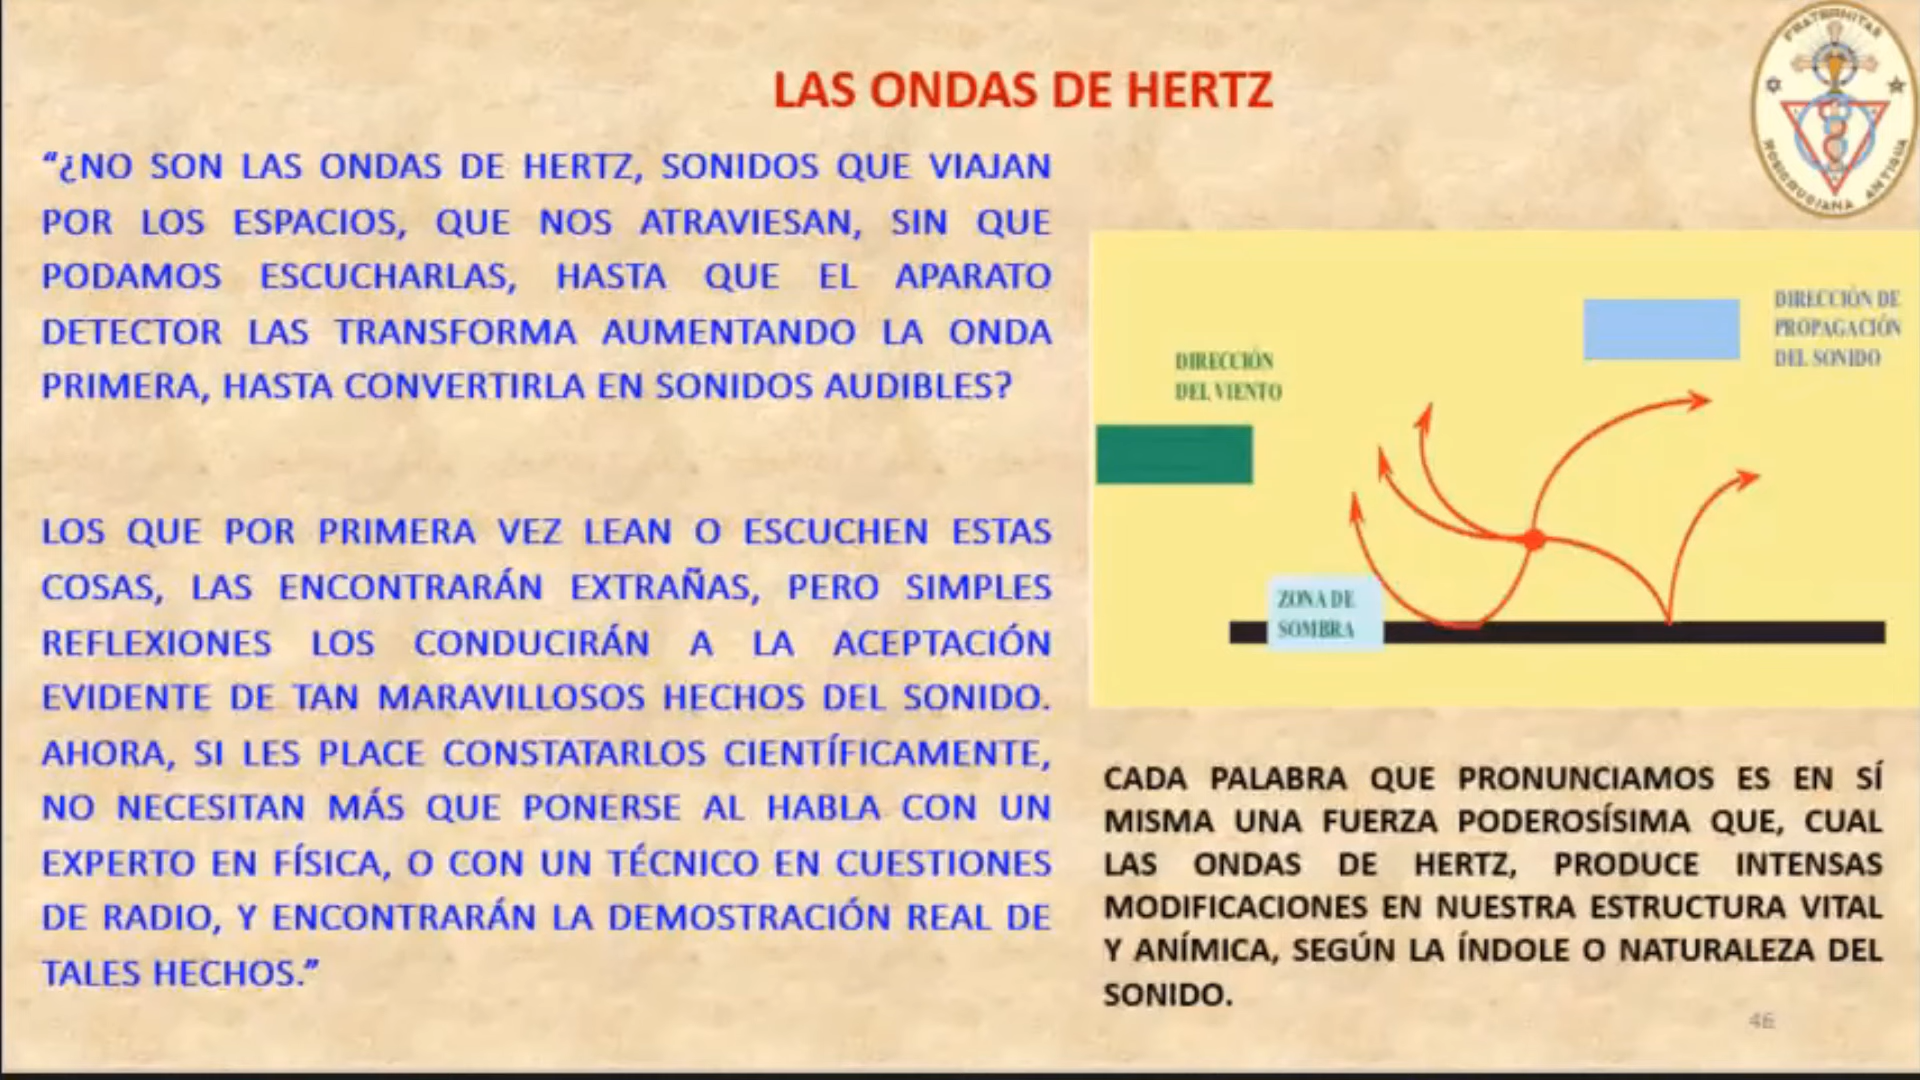 LAS ONDAS DE HERTZ
FRATERNITAS
ROSICRUSIANA ANTIQUA
“¿NO SON LAS ONDAS DE HERTZ, SONIDOS QUE VIAJAN
POR LOS ESPACIOS, QUE NOS ATRAVIESAN, SIN QUE
PODAMOS ESCUCHARLAS, HASTA QUE EL APARATO
DETECTOR LAS TRANSFORMA AUMENTANDO LA ONDA
PRIMERA, HASTA CONVERTIRLA EN SONIDOS AUDIBLES?
LOS QUE POR PRIMERA VEZ LEAN O ESCUCHEN ESTAS
COSAS, LAS ENCONTRARÁN EXTRAÑAS, PERO SIMPLES
REFLEXIONES LOS CONDUCIRÁN A LA ACEPTACIÓN
EVIDENTE DE TAN MARAVILLOSOS HECHOS DEL SONIDO.
AHORA, SI LES PLACE CONSTATARLOS CIENTÍFICAMENTE,
NO NECESITAN MÁS QUE PONERSE AL HABLA CON UN
EXPERTO EN FÍSICA, O CON UN TÉCNICO EN CUESTIONES
DE RADIO, Y ENCONTRARÁN LA DEMOSTRACIÓN REAL DE
TALES HECHOS.”
DIRECCIÓN
DEL VIENTO
DIRECCIÓN DE
PROPAGACIÓN
DEL SONIDO
ZONA DE
SOMBRA
CADA PALABRA QUE PRONUNCIAMOS ES EN SÍ
MISMA UNA FUERZA PODEROSÍSIMA QUE, CUAL
LAS ONDAS DE HERTZ, PRODUCE INTENSAS
MODIFICACIONES EN NUESTRA ESTRUCTURA VITAL
Y ANÍMICA, SEGÚN LA ÍNDOLE O NATURALEZA DEL
SONIDO.
46